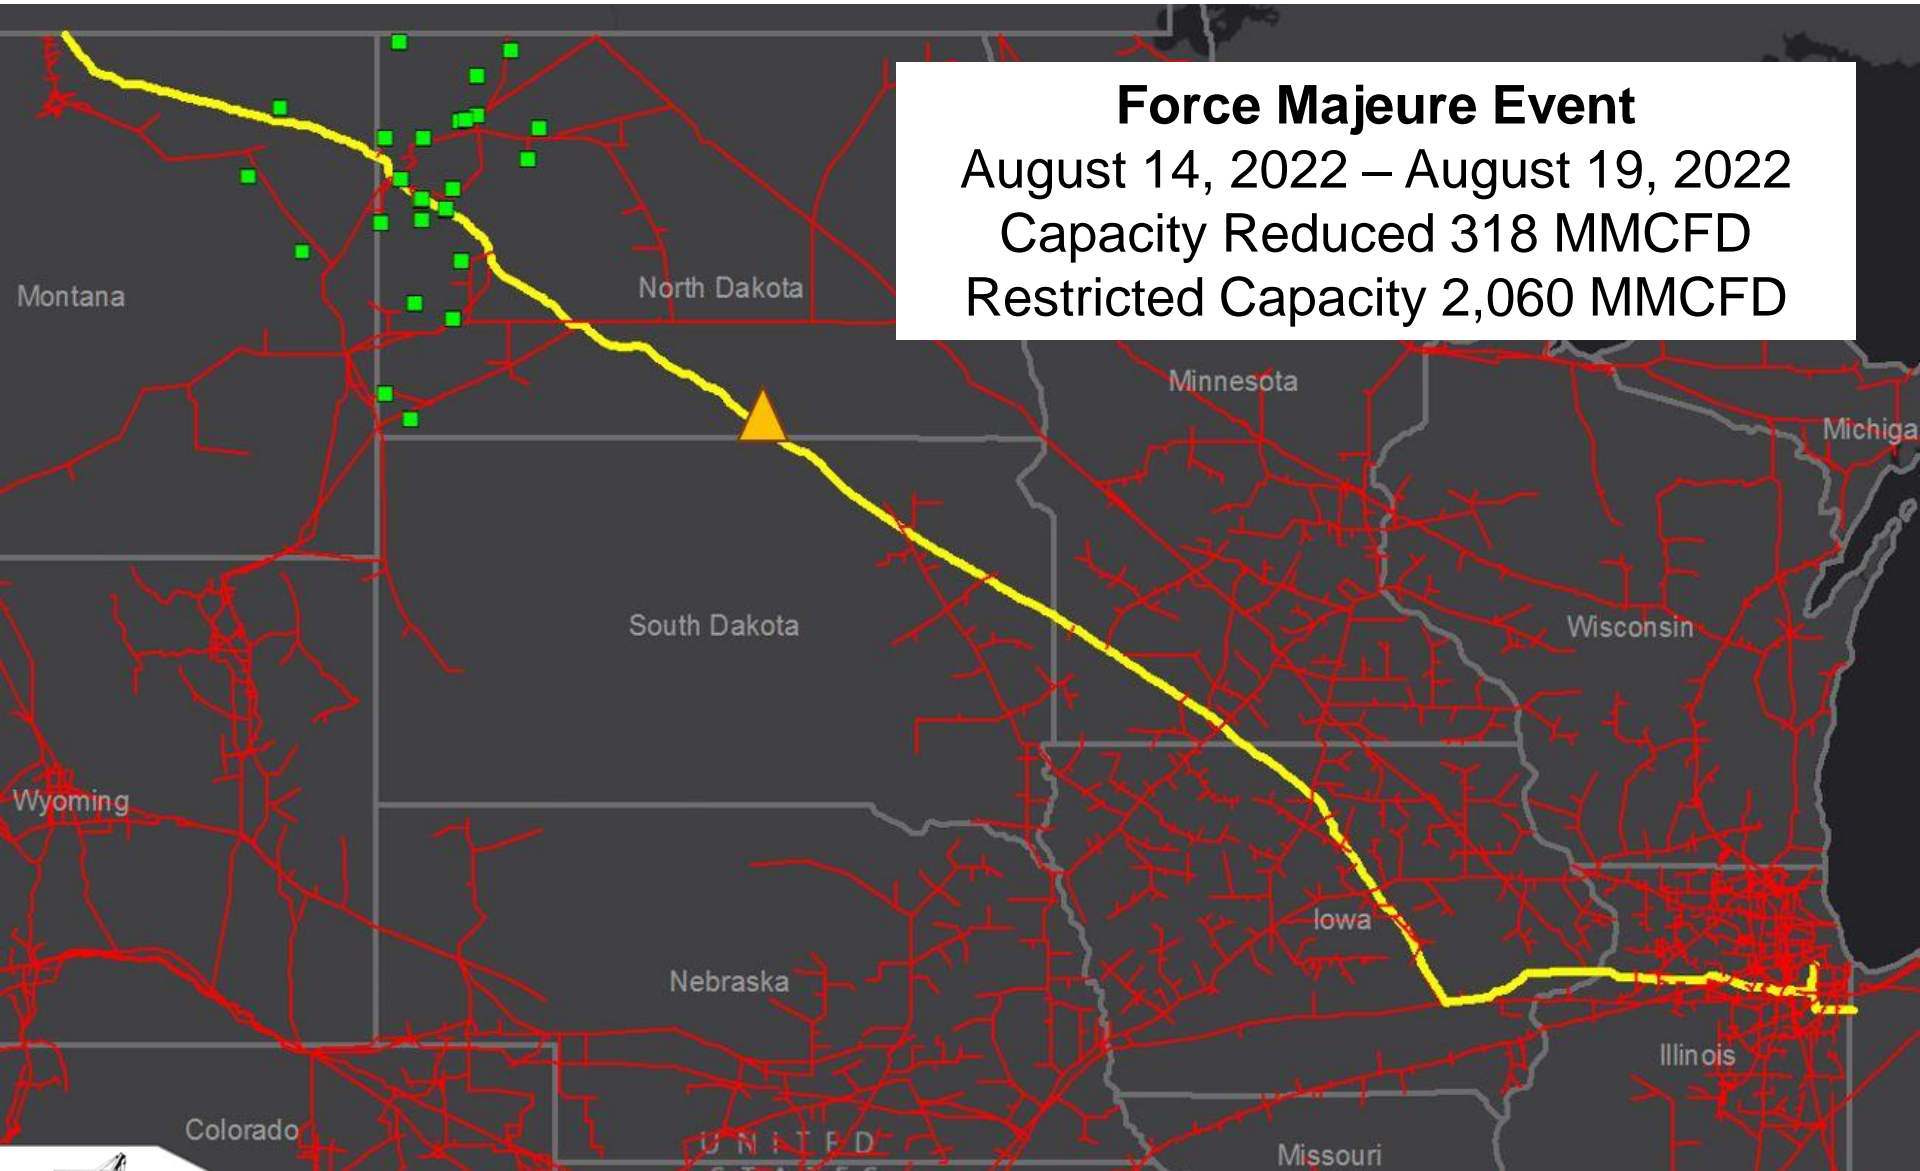 Force Majeure Event
August 14, 2022 – August 19, 2022
Capacity Reduced 318 MMCFD
Restricted Capacity 2,060 MMCFD
Montana
North Dakota
Minnesota
Michiga
South Dakota
Wisconsin
Wyoming
Iowa
Nebraska
Illinois
Colorado
UNITED
Missouri